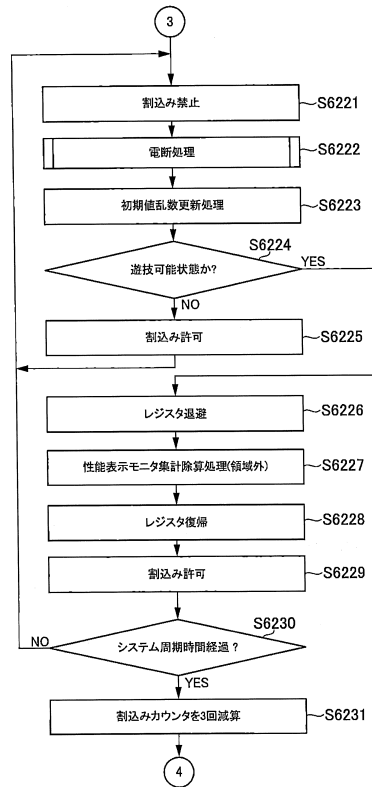 3
割込み禁止
S6221
電断処理
S6222
初期値乱数更新処理
S6223
S6224
遊技可能状態か?
YES
NO
割込み許可
S6225
レジスタ退避
S6226
性能表示モニタ集計除算処理(領域外)
S6227
レジスタ復帰
S6228
割込み許可
S6229
S6230
システム周期時間経過?
NO
YES
割込みカウンタを3回減算
S6231
4